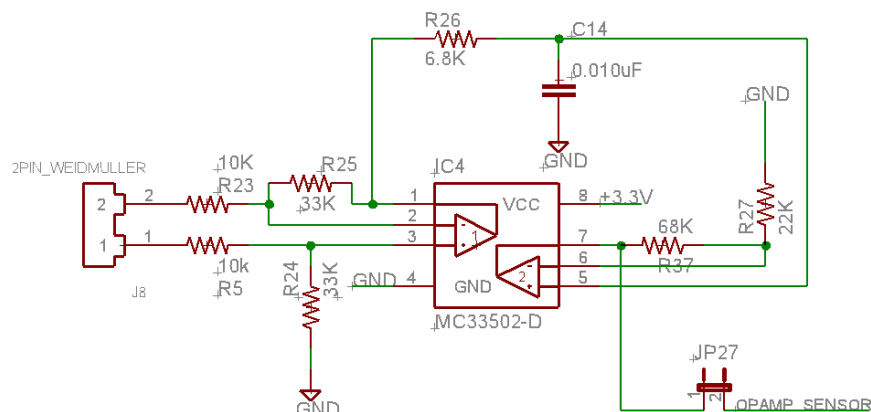 R26
C14
6.8K
0.010uF
GND
GND
2PIN_WEIDMULLER
10K
R23
R25
33K
IC4
VCC
+3.3V
2
2
1
1
J8
10k
R5
R24
33K
GND
GND
1
2
3
4
1
2
8
7
6
5
GND
MC33502-D
68K
R37
R27
22K
JP27
1
2
OPAMP_SENSOR